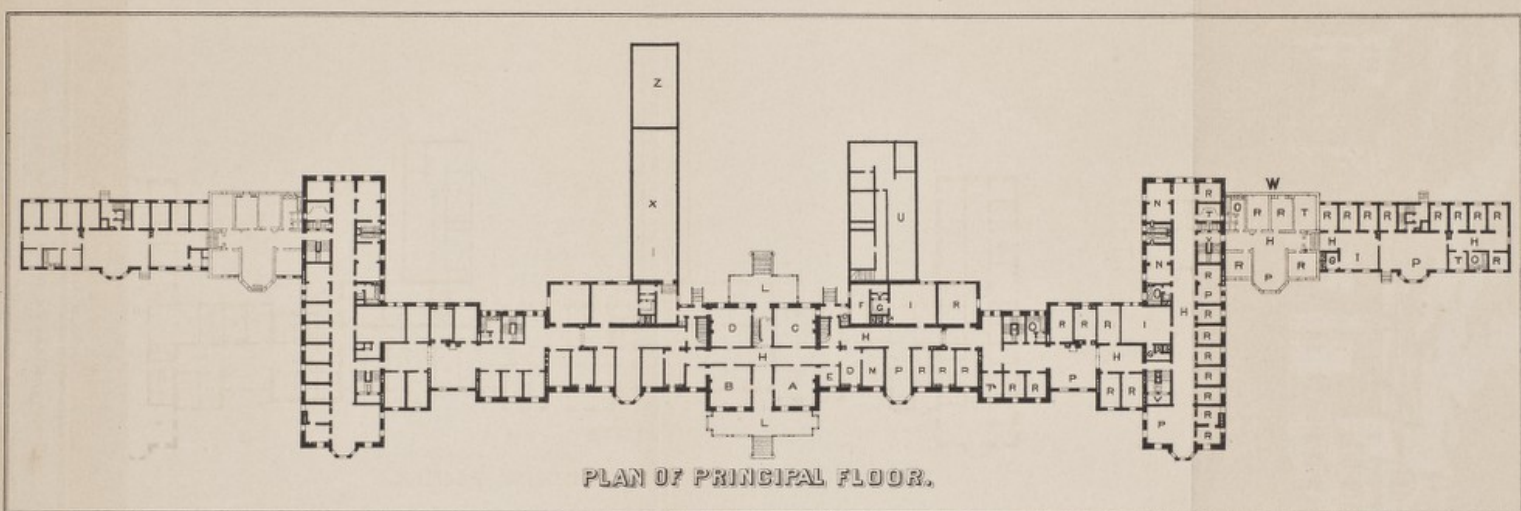 Z
X
U
W
N R
T
O R R T R R R R R R R R
V
H H H
N R R G I P T O R
R P R
L P
O P
T G I R R
D C R R R I H
H O R
H R
G
H R
B A E D M P R R R P R R P R R V R
R
L P R
R
PLAN OF PRINCIPAL FLOOR.